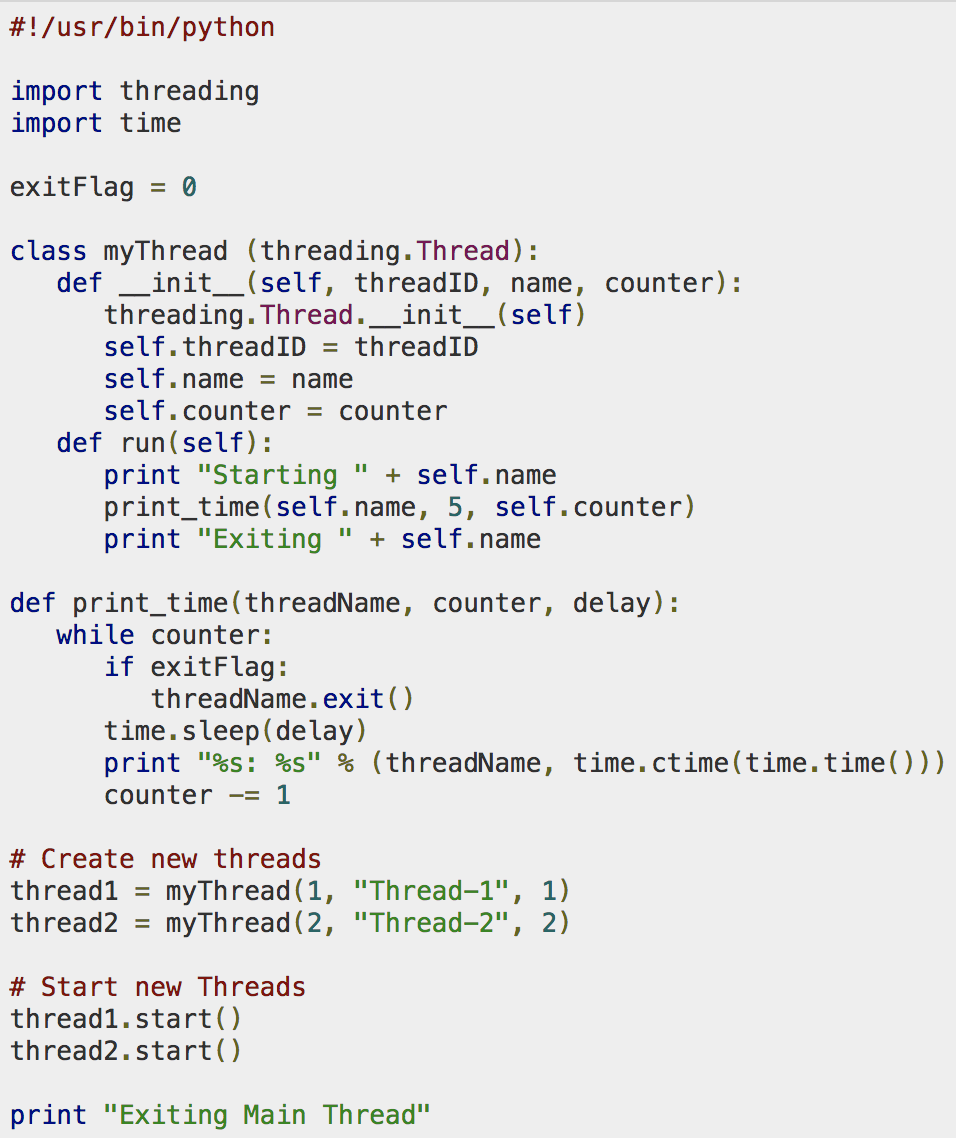 #!/usr/bin/python

import threading
import time

exitFlag = 0

class myThread (threading.Thread):
   def __init__(self, threadID, name, counter):
      threading.Thread.__init__(self)
      self.threadID = threadID
      self.name = name
      self.counter = counter
   def run(self):
      print "Starting " + self.name
      print_time(self.name, 5, self.counter)
      print "Exiting " + self.name

def print_time(threadName, counter, delay):
   while counter:
      if exitFlag:
         threadName.exit()
      time.sleep(delay)
      print "%s: %s" % (threadName, time.ctime(time.time()))
      counter -= 1

# Create new threads
thread1 = myThread(1, "Thread-1", 1)
thread2 = myThread(2, "Thread-2", 2)

# Start new Threads
thread1.start()
thread2.start()

print "Exiting Main Thread"